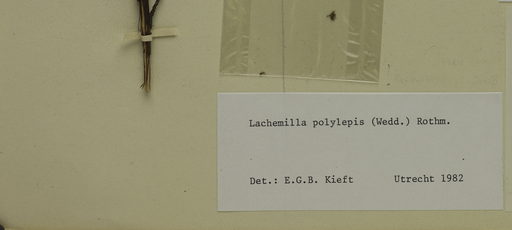 Lachemilla polylepis (Wedd.) Rothm.
Det.: E.G.B. Kieft Utrecht 1982